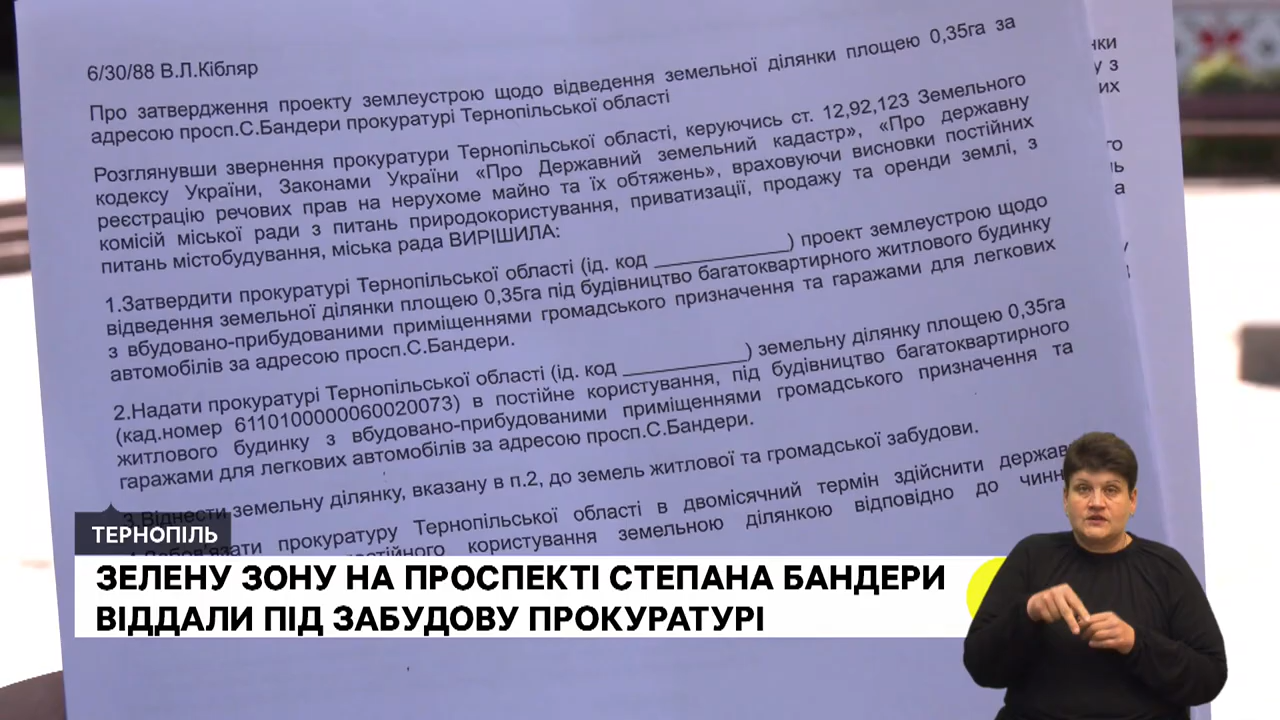 6/30/88 В.Л.Кібляр
Про затвердження проекту землеустрою щодо відведення земельної ділянки площею 0,35га за
адресою просп.С.Бандери прокуратурі Тернопільської області
Розглянувши звернення прокуратури Тернопільської області, керуючись ст. 12,92,123 Земельного
кодексу України, Законами України «Про Державний земельний кадастр», «Про державну
реєстрацію речових прав на нерухоме майно та їх обтяжень», враховуючи висновки постійних
комісій міської ради з питань природокористування, приватизації, продажу та оренди землі, з
питань містобудування, міська рада ВИРІШИЛА:
1.Затвердити прокуратурі Тернопільської області (ід. код ____________) проект землеустрою щодо
відведення земельної ділянки площею 0,35га під будівництво багатоквартирного житлового будинку
з вбудовано-прибудованими приміщеннями громадського призначення та гаражами для легкових
автомобілів за адресою просп.С.Бандери.
2.Надати прокуратурі Тернопільської області (ід. код ___________) земельну ділянку площею 0,35га
(кад.номер 6110100000060020073) в постійне користування, під будівництво багатоквартирного
житлового будинку з вбудовано-прибудованими приміщеннями громадського призначення та
гаражами для легкових автомобілів за адресою просп.С.Бандери.
3.Віднести земельну ділянку, вказану в п.2, до земель житлової та громадської забудови.
прокуратуру Тернопільської області в двомісячний термін здійснити держав
користування земельною ділянкою відповідно до чинн
ТЕРНОПІЛЬ
ЗЕЛЕНУ ЗОНУ НА ПРОСПЕКТІ СТЕПАНА БАНДЕРИ
ВІДДАЛИ ПІД ЗАБУДОВУ ПРОКУРАТУРІ